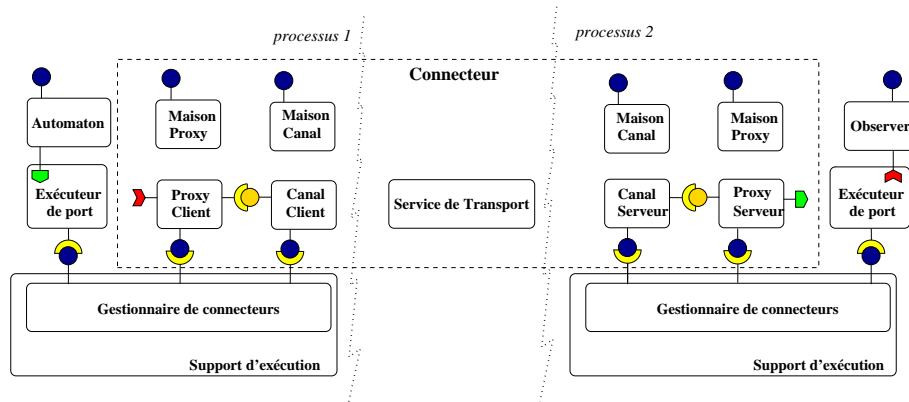 processus 1
processus 2
Connecteur
Automaton
Maison
Proxy
Maison
Canal
Maison
Canal
Maison
Proxy
Observer
Exécuteur
de port
Proxy
Client
Canal
Client
Service de Transport
Canal
Serveur
Proxy
Serveur
Exécuteur
de port
Gestionnaire de connecteurs
Gestionnaire de connecteurs
Support d'exécution
Support d'exécution